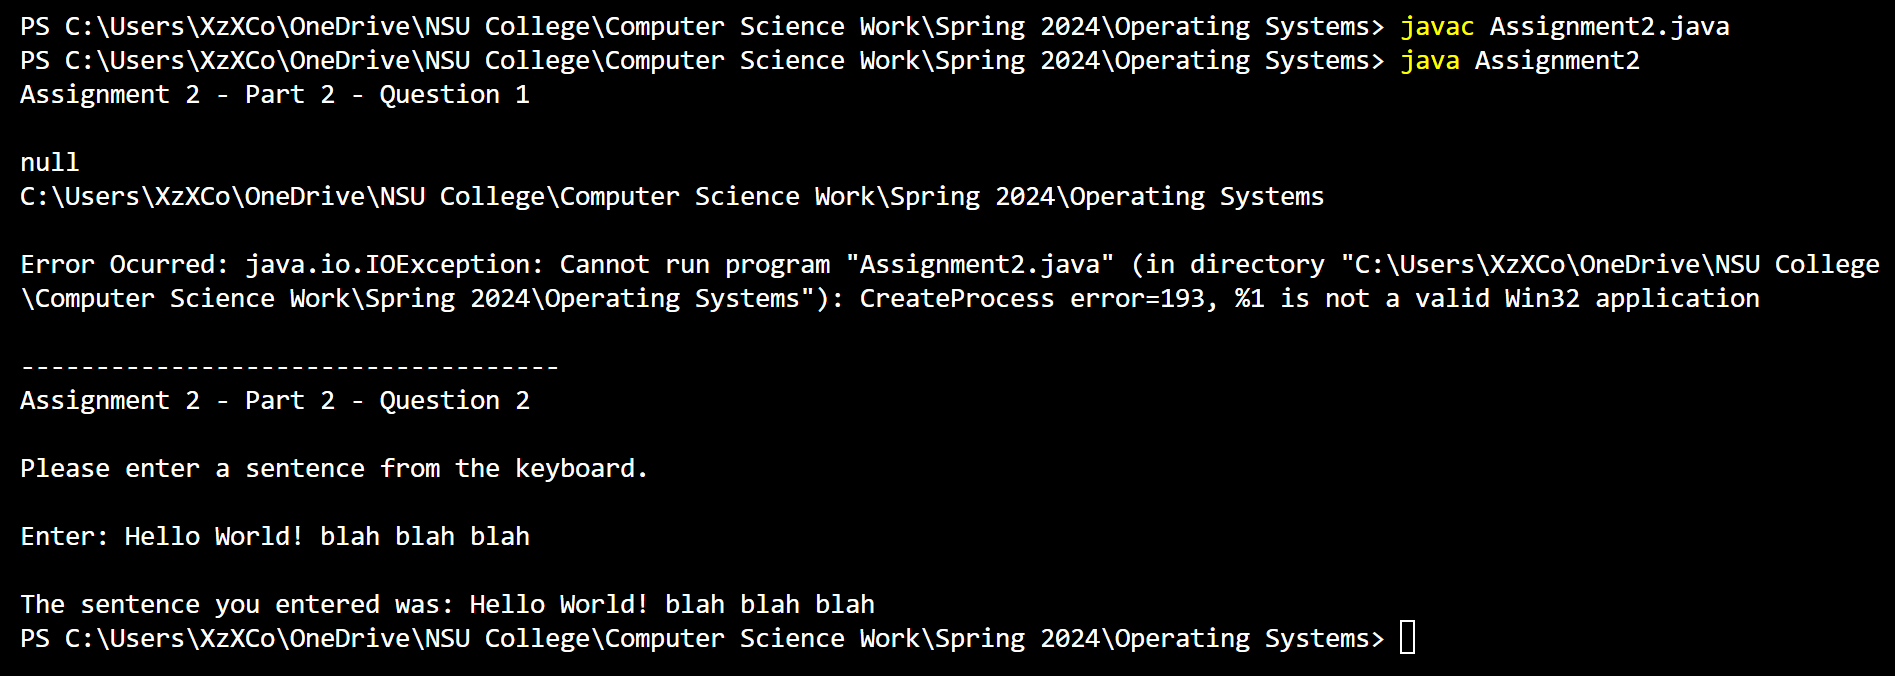 PS C:\Users\XzXCo\OneDrive\NSU College\Computer Science Work\Spring 2024\Operating Systems> javac Assignment2.java
PS C:\Users\XzXCo\OneDrive\NSU College\Computer Science Work\Spring 2024\Operating Systems> java Assignment2
Assignment 2 - Part 2 - Question 1
null
C:\Users\XzXCo\OneDrive\NSU College\Computer Science Work\Spring 2024\Operating Systems
Error Ocurred: java.io.IOException: Cannot run program "Assignment2.java" (in directory "C:\Users\XzXCo\OneDrive\NSU College
\Computer Science Work\Spring 2024\Operating Systems"): CreateProcess error=193, %1 is not a valid Win32 application
------------------------------------
Assignment 2 - Part 2 - Question 2
Please enter a sentence from the keyboard.
Enter: Hello World! blah blah blah
The sentence you entered was: Hello World! blah blah blah
PS C:\Users\XzXCo\OneDrive\NSU College\Computer Science Work\Spring 2024\Operating Systems>